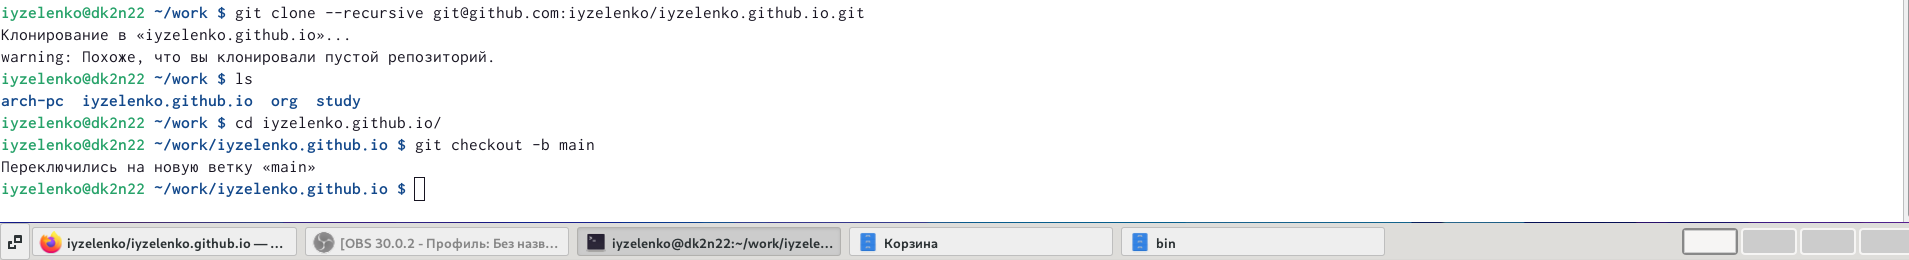 iyzelenko@dk2n22 ~/work $ git clone --recursive git@github.com:iyzelenko/iyzelenko.github.io.git
Клонирование в «iyzelenko.github.io»...
warning: Похоже, что вы клонировали пустой репозиторий.
iyzelenko@dk2n22 ~/work $ ls
arch-pc  iyzelenko.github.io  org  study
iyzelenko@dk2n22 ~/work $ cd iyzelenko.github.io/
iyzelenko@dk2n22 ~/work/iyzelenko.github.io $ git checkout -b main
Переключились на новую ветку «main»
iyzelenko@dk2n22 ~/work/iyzelenko.github.io $
iyzelenko/iyzelenko.github.io — ...
[OBS 30.0.2 - Профиль: Без назв...
iyzelenko@dk2n22:~/work/iyzele...
Корзина
bin